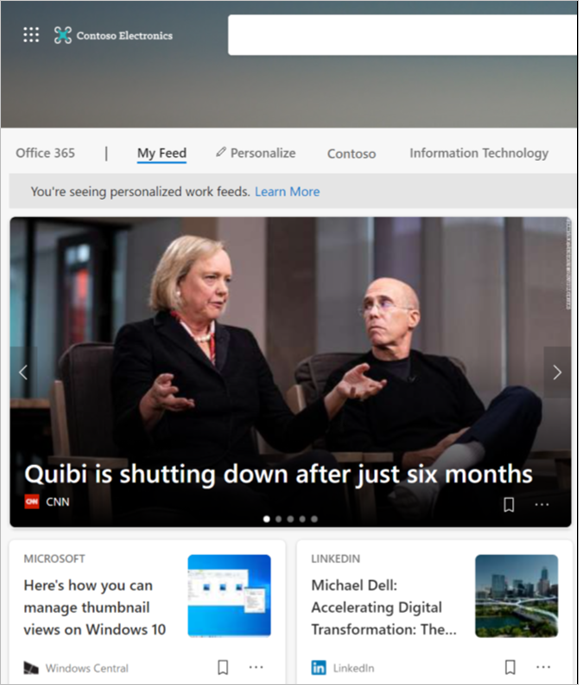 Contoso Electronics
Office 365 | My Feed Personalize Contoso Information Technology
You're seeing personalized work feeds. Learn More
Quibi is shutting down after just six months
CNN CNN
MICROSOFT
Here's how you can
manage thumbnail
views on Windows 10
Windows Central
LINKEDIN
Michael Dell:
Accelerating Digital
Transformation: The...
in LinkedIn